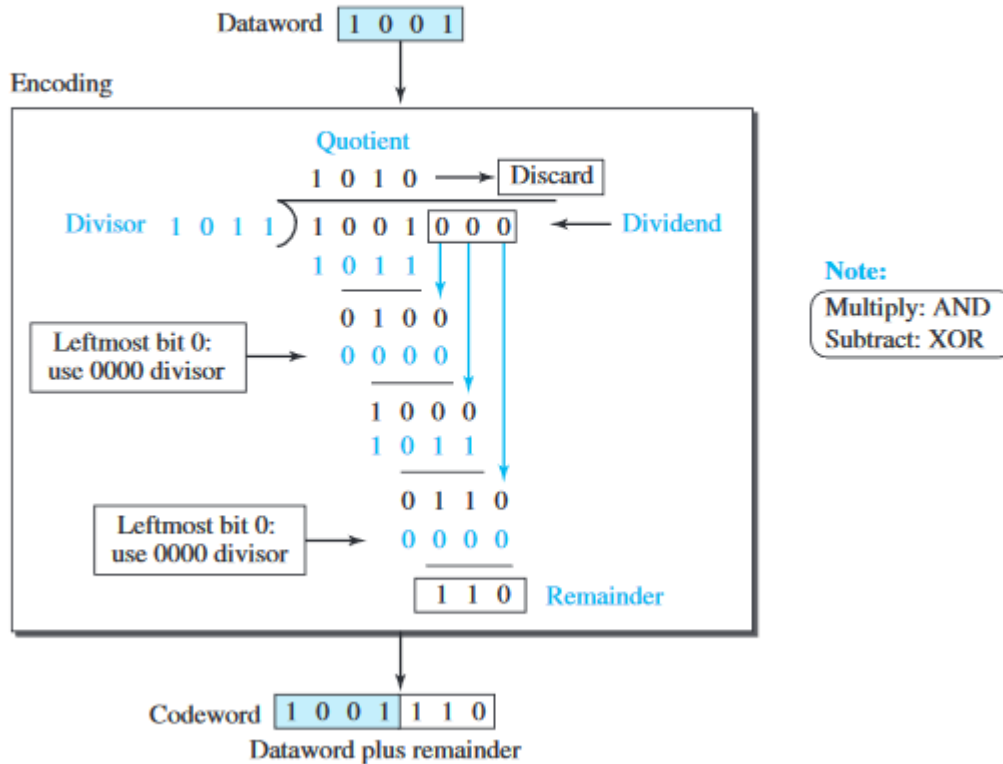 Dataword 1 0 0 1
Encoding
Quotient
1 0 1 0 Discard
Divisor 1 0 1 1 1 0 0 1 0 0 0 Dividend
1 0 1 1
Note:
Multiply: AND
Subtract: XOR
0 1 0 0
Leftmost bit 0:
use 0000 divisor
0 0 0 0
1 0 0 0
1 0 1 1
0 1 1 0
Leftmost bit 0:
use 0000 divisor
0 0 0 0
1 1 0 Remainder
Codeword 1 0 0 1 1 1 0
Dataword plus remainder